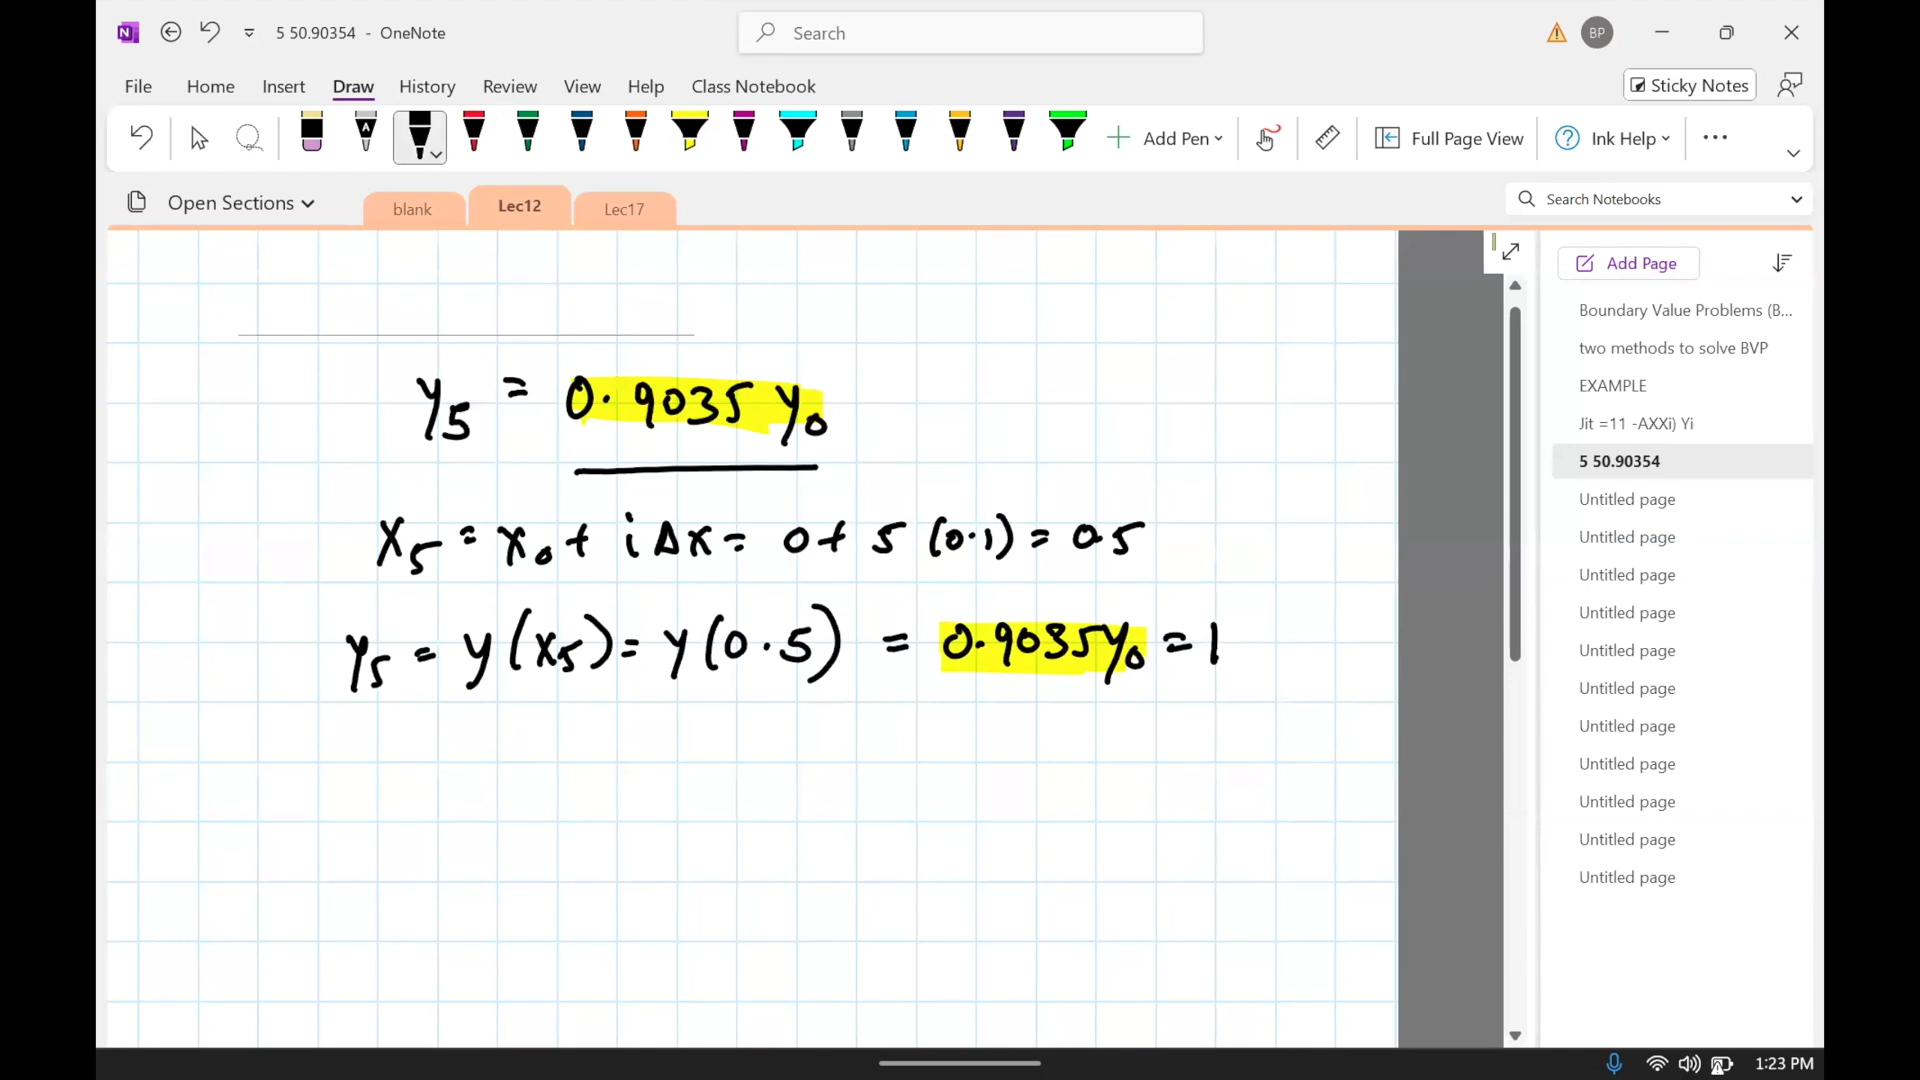 5 50.90354 - OneNote
Search
BP
File Home Insert Draw History Review View Help Class Notebook
Sticky Notes
Add Pen
Full Page View
Ink Help
Open Sections
blank
Lec12
Lec17
Search Notebooks
y5 = 0.9035 y0
x5 = x0 + i Δx = 0 + 5 (0.1) = 0.5
y5 = y(x5) = y(0.5) = 0.9035y0 = 1
Add Page
Boundary Value Problems (B...
two methods to solve BVP
EXAMPLE
Jit =11 -AXXi) Yi
5 50.90354
Untitled page
Untitled page
Untitled page
Untitled page
Untitled page
Untitled page
Untitled page
Untitled page
Untitled page
Untitled page
Untitled page
1:23 PM